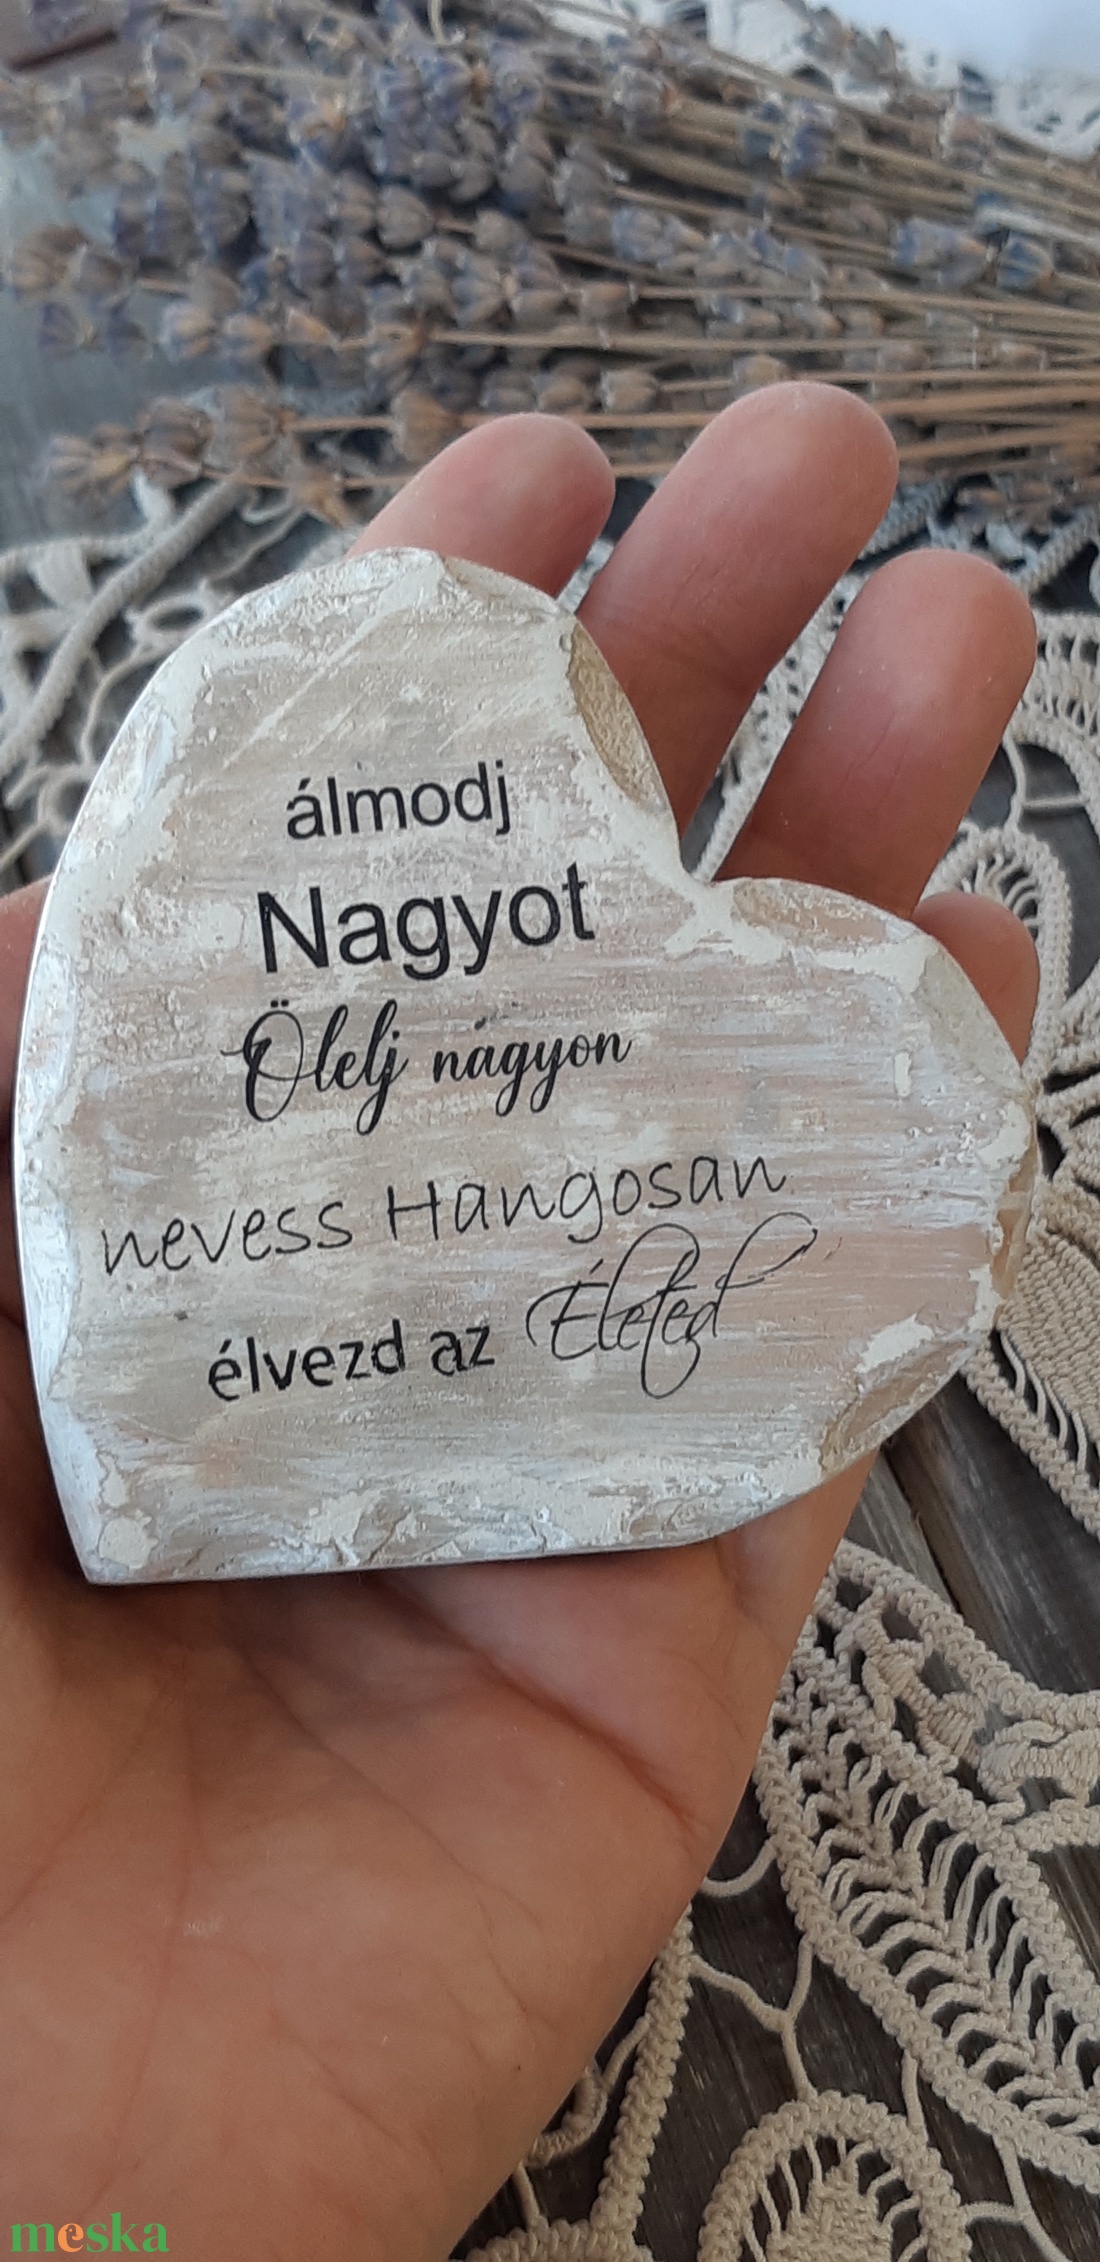 álmodj
Nagyot
Ölelj nagyon
nevess Hangosan
élvezd az Életed
meska